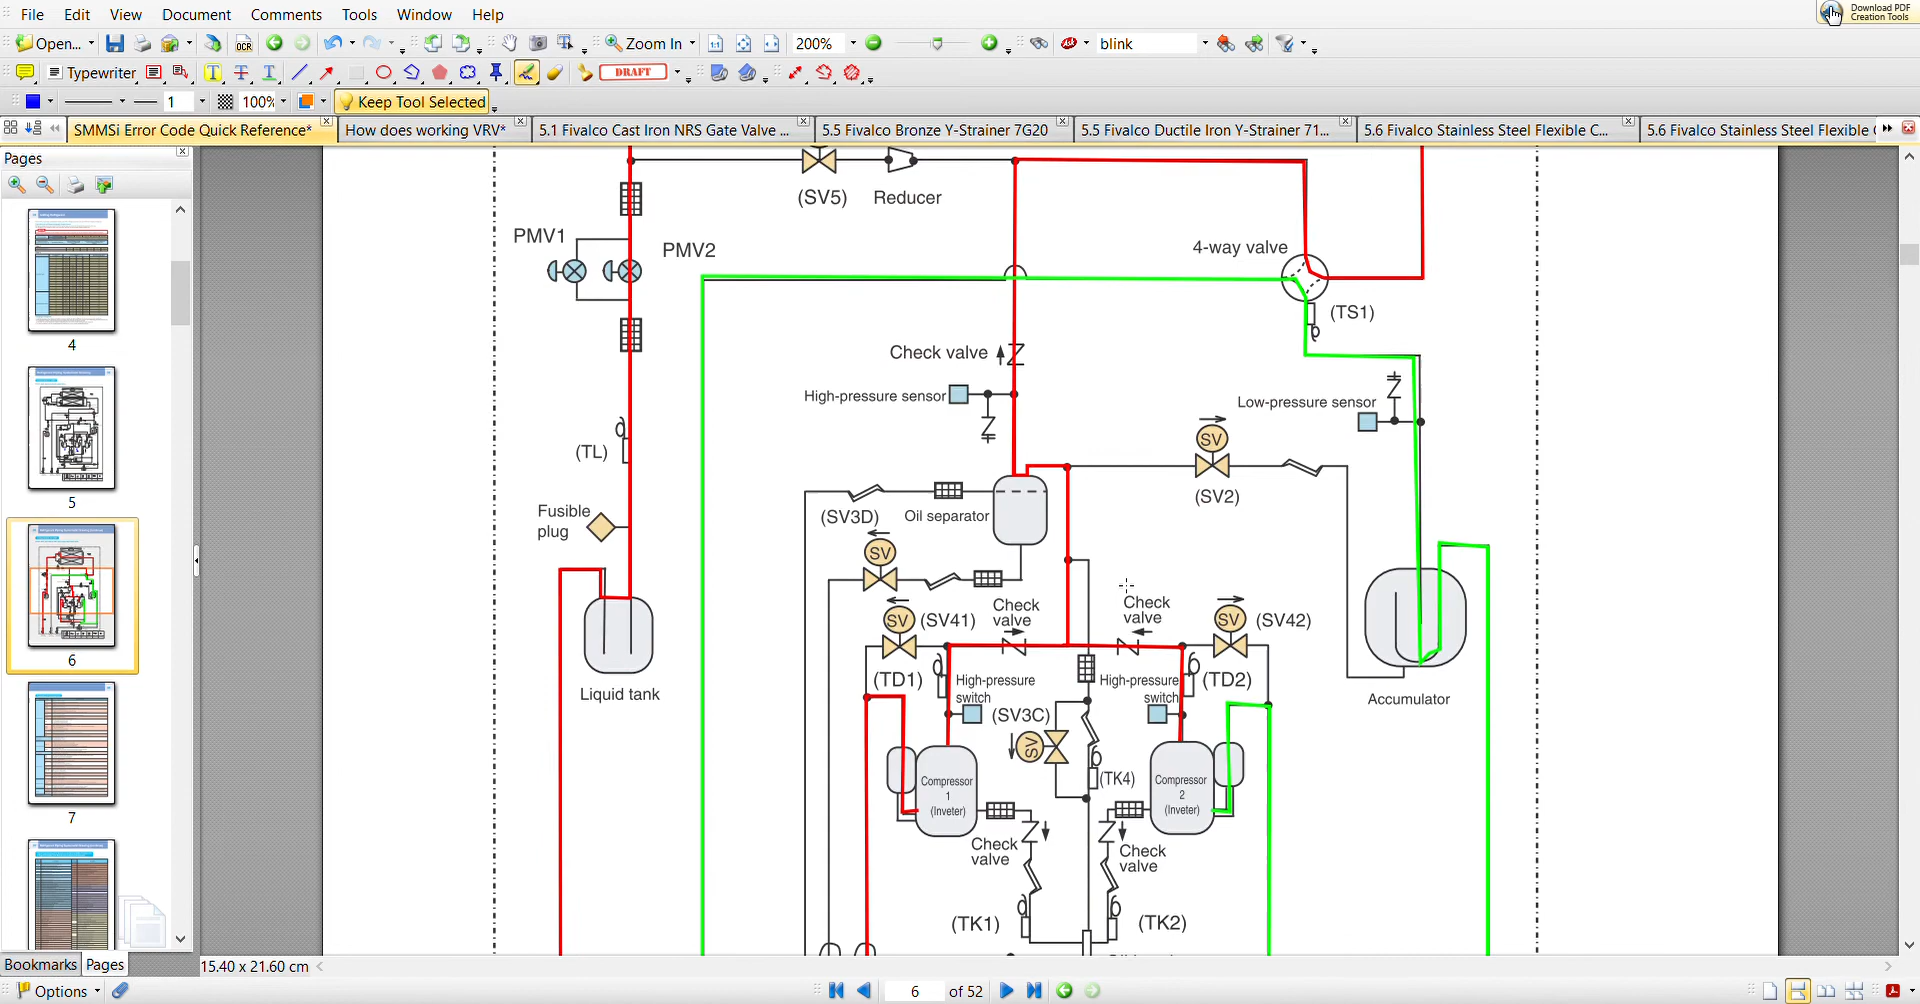 File Edit View Document Comments Tools Window Help
Download PDF
Creation Tools
Open... OCR Zoom In 1:1 200% blink
Typewriter T T T DRAFT
1 100% Keep Tool Selected
SMMSi Error Code Quick Reference* How does working VRV* 5.1 Fivalco Cast Iron NRS Gate Valve ... 5.5 Fivalco Bronze Y-Strainer 7G20 5.5 Fivalco Ductile Iron Y-Strainer 71... 5.6 Fivalco Stainless Steel Flexible C... 5.6 Fivalco Stainless Steel Flexible
Pages
4
5
6
7
(SV5) Reducer
PMV1
PMV2
4-way valve
(TS1)
Check valve
High-pressure sensor
Low-pressure sensor
SV
(SV2)
(TL)
Fusible
plug
(SV3D)
Oil separator
SV
Check
valve
Check
valve
SV (SV41)
SV (SV42)
Liquid tank
Accumulator
(TD1)
(TD2)
High-pressure
switch
High-pressure
switch
(SV3C)
SV
(TK4)
Compressor
1
(Inveter)
Compressor
2
(Inveter)
Check
valve
Check
valve
(TK1)
(TK2)
Bookmarks Pages 15.40 x 21.60 cm
Options 6 of 52